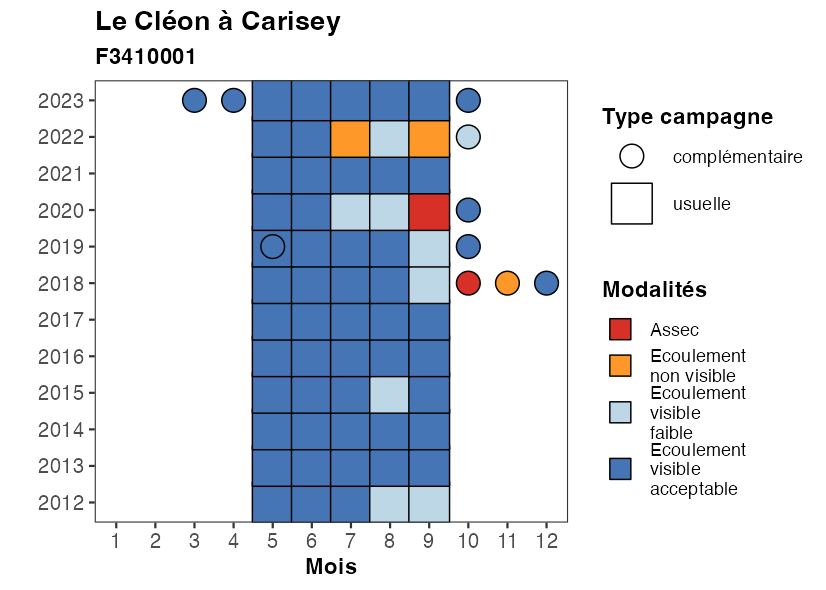 Le Cléon à Carisey
F3410001
2023
2022
2021
2020
2019
2018
2017
2016
2015
2014
2013
2012
1 2 3 4 5 6 7 8 9 10 11 12
Mois
Type campagne
complémentaire
usuelle
Modalités
Assec
Ecoulement
non visible
Ecoulement
visible
faible
Ecoulement
visible
acceptable